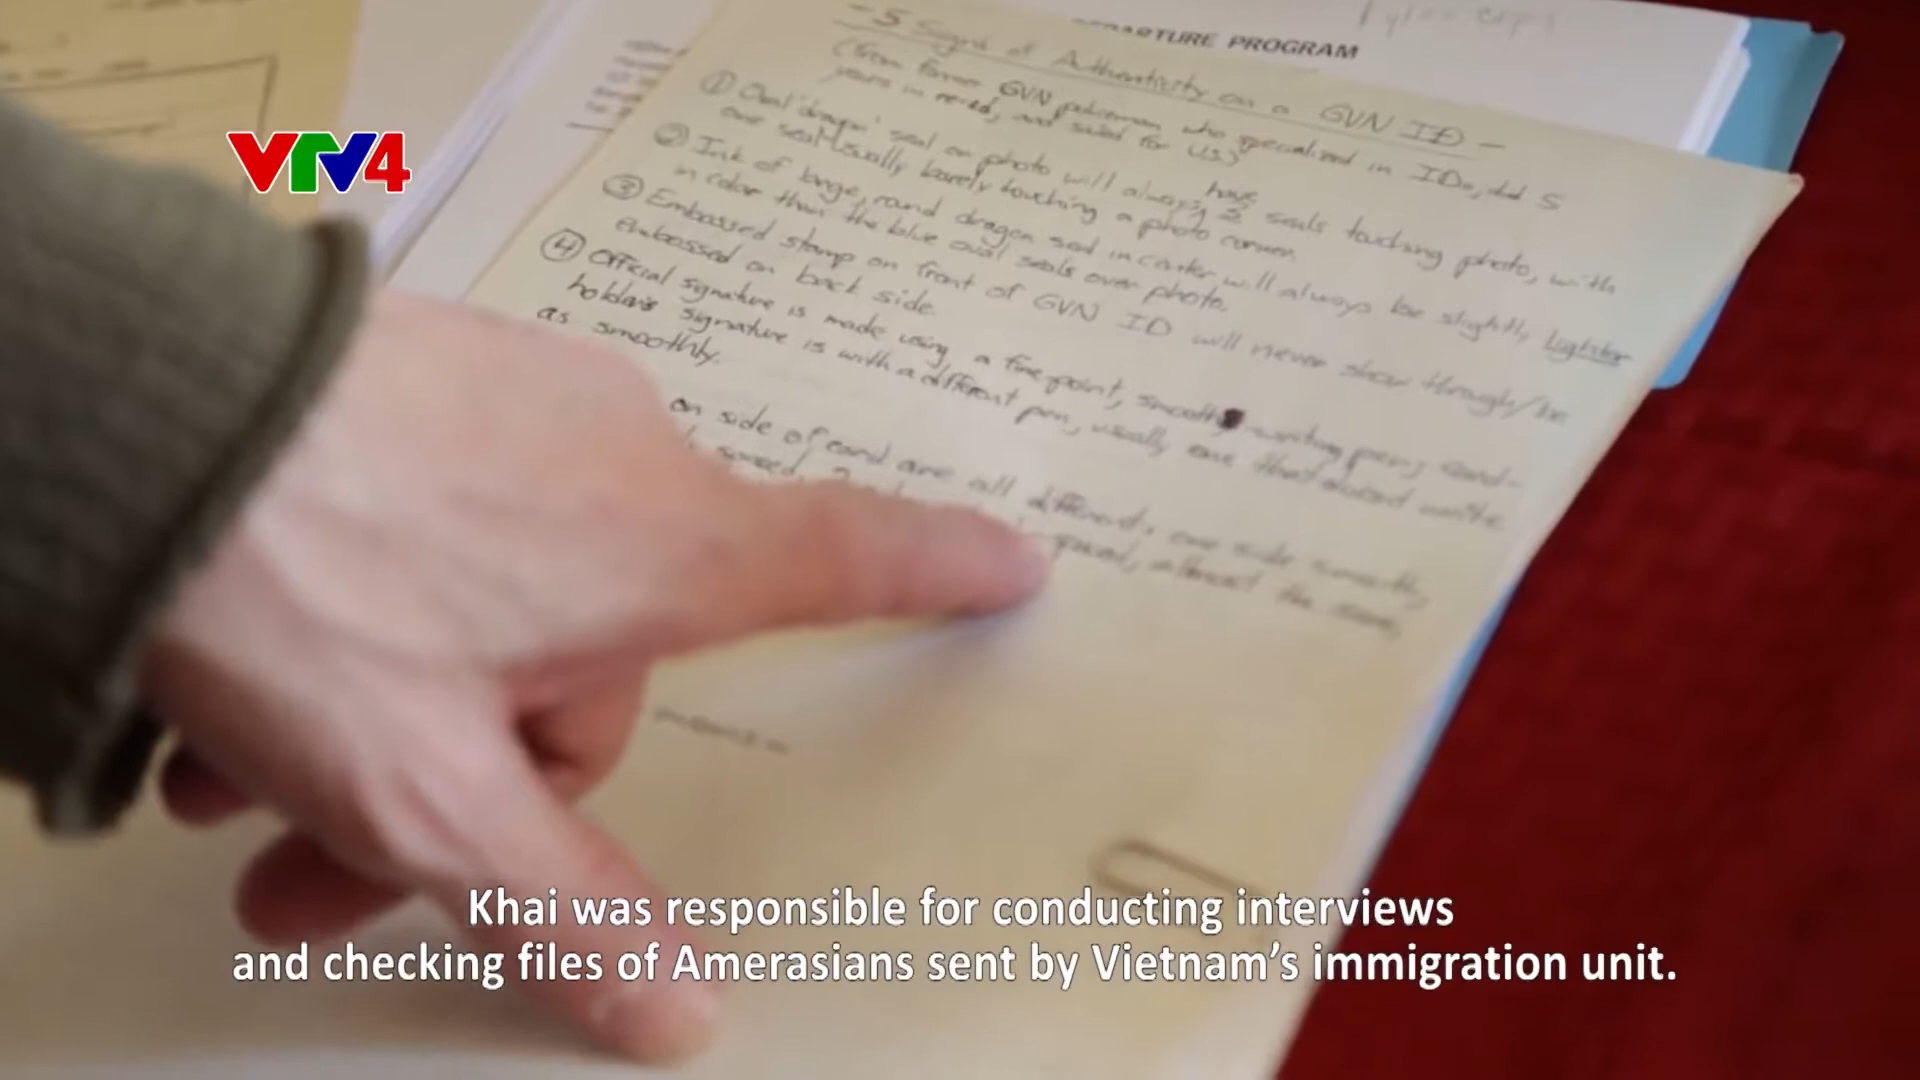 PROGRAM
- 5 Signs of Authenticity on a GVN ID -
(from former GVN policeman who specialized in IDs, did 5
years in reed, and worked for US)
① Oval "dragon" seal on photo will always have 2 seals touching photo, with
one seal usually barely touching a photo corner.
② Ink of large, round dragon seal in center will always be slightly lighter
in color than the blue oval seals over photo.
③ Embossed stamp on front of GVN ID will never show through/be
embossed on back side.
④ Official signature is made using a fine point, smooth writing pen; card-
holder's signature is with a different pen, usually one that doesn't write
as smoothly.
on side of card are all different, one side smooth,
spaced, the same,
VTV4
Khai was responsible for conducting interviews
and checking files of Amerasians sent by Vietnam's immigration unit.